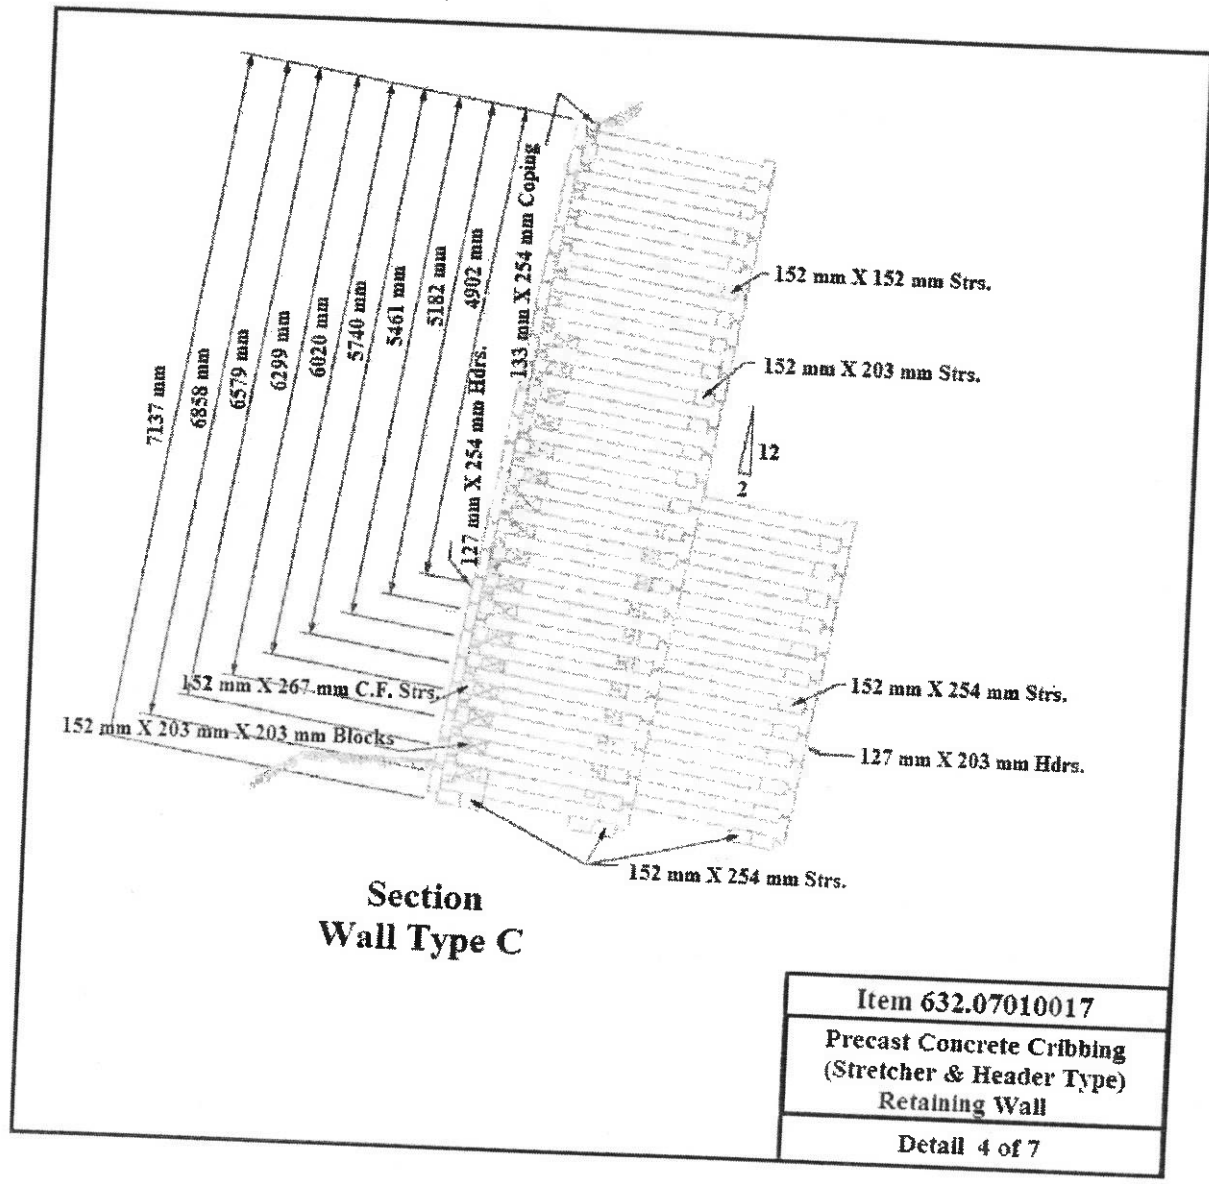 7137 mm
6858 mm
6579 mm
6299 mm
6020 mm
5740 mm
5461 mm
5182 mm
4902 mm
127 mm X 254 mm Hdrs.
133 mm X 254 mm Coping
152 mm X 152 mm Strs.
152 mm X 203 mm Strs.
12
2
152 mm X 267 mm C.F. Strs.
152 mm X 203 mm X 203 mm Blocks
152 mm X 254 mm Strs.
127 mm X 203 mm Hdrs.
152 mm X 254 mm Strs.
Section
Wall Type C
Item 632.07010017
Precast Concrete Cribbing
(Stretcher & Header Type)
Retaining Wall
Detail 4 of 7